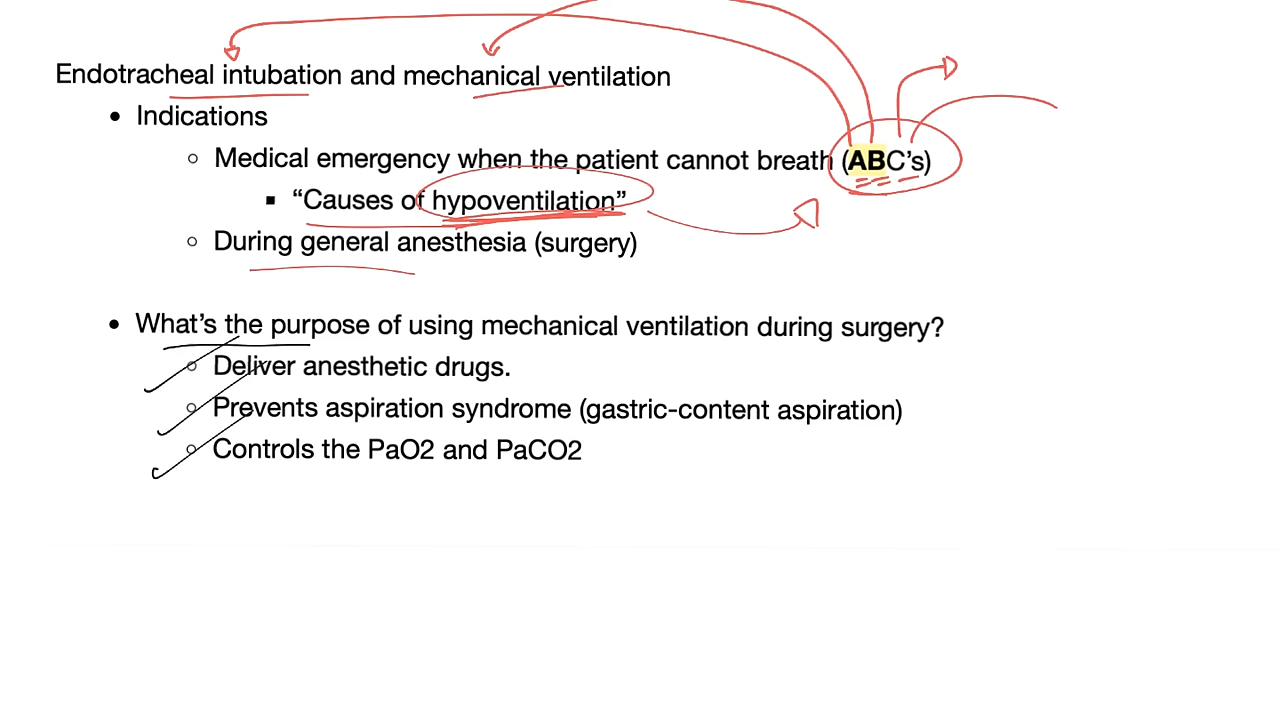 Endotracheal intubation and mechanical ventilation
• Indications
○ Medical emergency when the patient cannot breath (ABC's)
▪ “Causes of hypoventilation”
○ During general anesthesia (surgery)
• What's the purpose of using mechanical ventilation during surgery?
○ Deliver anesthetic drugs.
○ Prevents aspiration syndrome (gastric-content aspiration)
○ Controls the PaO2 and PaCO2